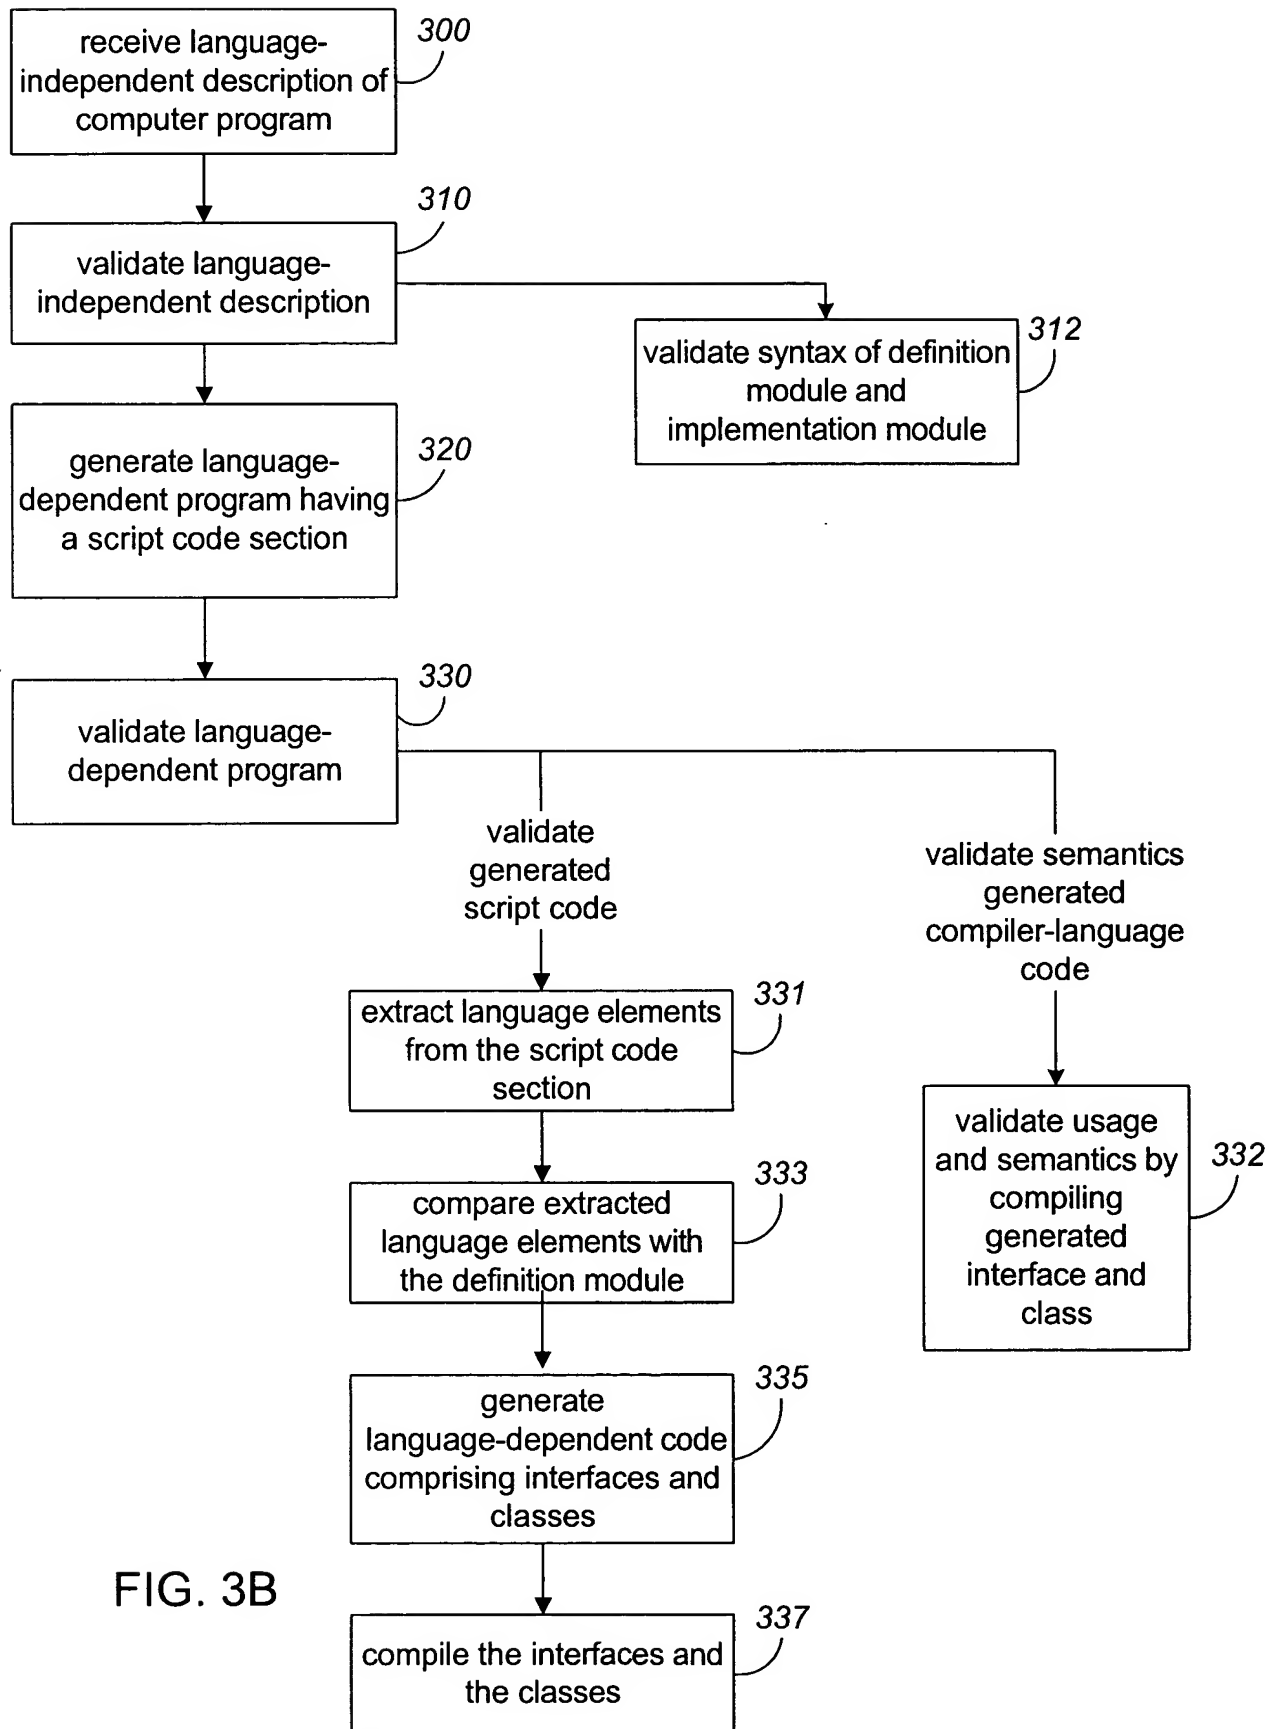 receive language-
independent description of
computer program
300
310
validate language-
independent description
312
validate syntax of definition
module and
implementation module
320
generate language-
dependent program having
a script code section
330
validate language-
dependent program
validate
generated
script code
validate semantics
generated
compiler-language
code
331
extract language elements
from the script code
section
332
validate usage
and semantics by
compiling
generated
interface and
class
333
compare extracted
language elements with
the definition module
335
generate
language-dependent code
comprising interfaces and
classes
FIG. 3B
337
compile the interfaces and
the classes